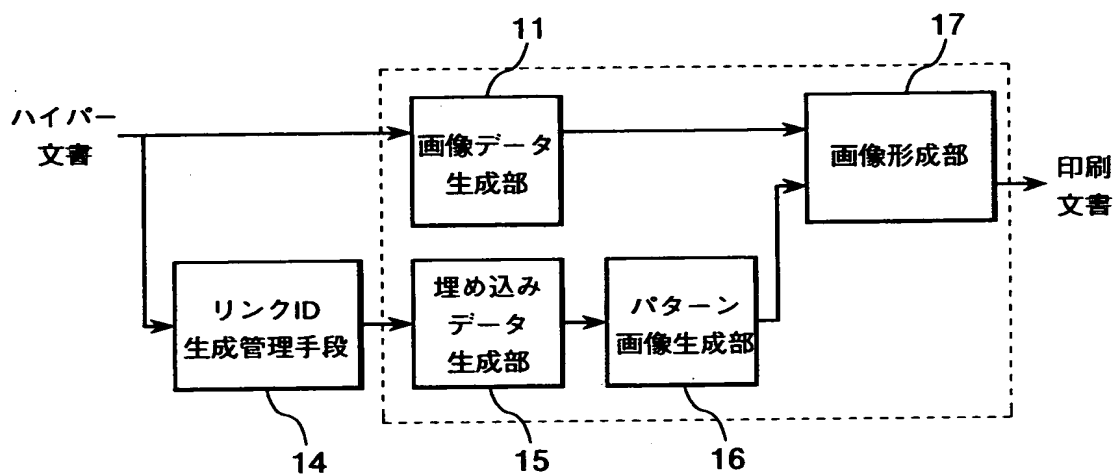 11
17
ハイパー
文書
画像データ
生成部
画像形成部
印刷
文書
リンクID
生成管理手段
埋め込み
データ
生成部
パターン
画像生成部
14
15
16